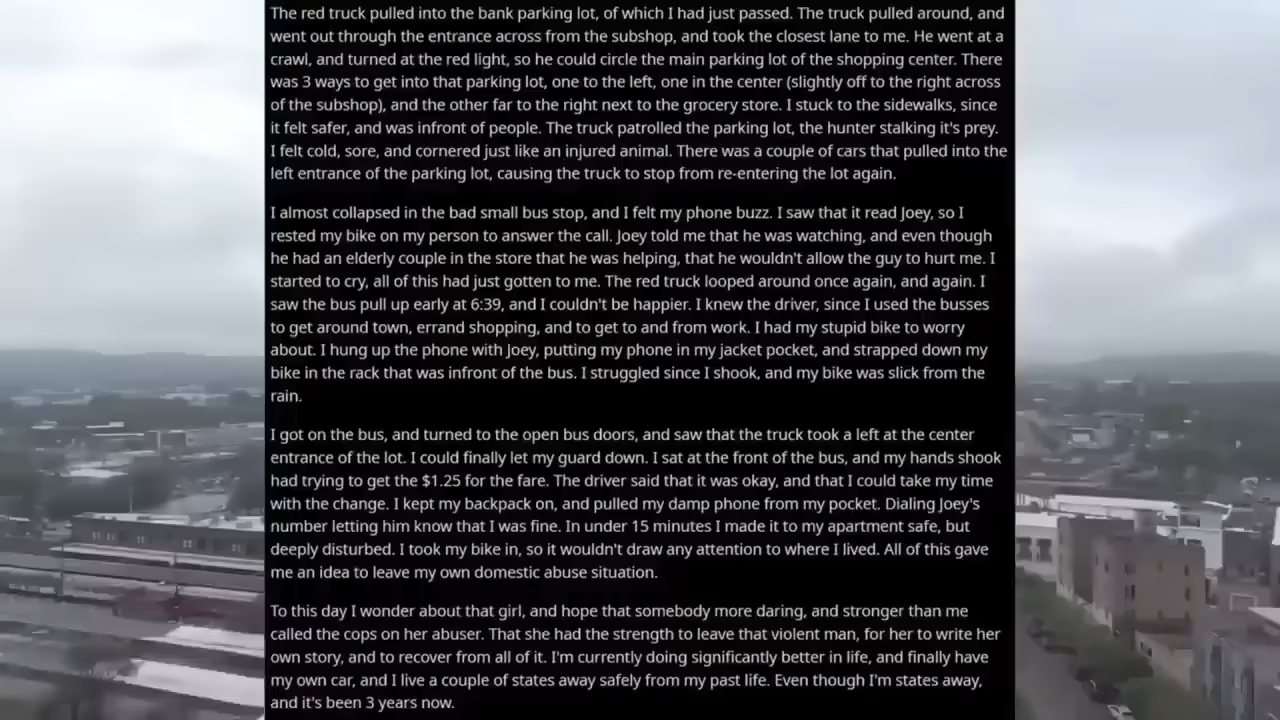 The red truck pulled into the bank parking lot, of which I had just passed. The truck pulled around, and
went out through the entrance across from the subshop, and took the closest lane to me. He went at a
crawl, and turned at the red light, so he could circle the main parking lot of the shopping center. There
was 3 ways to get into that parking lot, one to the left, one in the center (slightly off to the right across
of the subshop), and the other far to the right next to the grocery store. I stuck to the sidewalks, since
it felt safer, and was infront of people. The truck patrolled the parking lot, the hunter stalking it's prey.
I felt cold, sore, and cornered just like an injured animal. There was a couple of cars that pulled into the
left entrance of the parking lot, causing the truck to stop from re-entering the lot again.
I almost collapsed in the bad small bus stop, and I felt my phone buzz. I saw that it read Joey, so I
rested my bike on my person to answer the call. Joey told me that he was watching, and even though
he had an elderly couple in the store that he was helping, that he wouldn't allow the guy to hurt me. I
started to cry, all of this had just gotten to me. The red truck looped around once again, and again. I
saw the bus pull up early at 6:39, and I couldn't be happier. I knew the driver, since I used the busses
to get around town, errand shopping, and to get to and from work. I had my stupid bike to worry
about. I hung up the phone with Joey, putting my phone in my jacket pocket, and strapped down my
bike in the rack that was infront of the bus. I struggled since I shook, and my bike was slick from the
rain.
I got on the bus, and turned to the open bus doors, and saw that the truck took a left at the center
entrance of the lot. I could finally let my guard down. I sat at the front of the bus, and my hands shook
had trying to get the $1.25 for the fare. The driver said that it was okay, and that I could take my time
with the change. I kept my backpack on, and pulled my damp phone from my pocket. Dialing Joey's
number letting him know that I was fine. In under 15 minutes I made it to my apartment safe, but
deeply disturbed. I took my bike in, so it wouldn't draw any attention to where I lived. All of this gave
me an idea to leave my own domestic abuse situation.
To this day I wonder about that girl, and hope that somebody more daring, and stronger than me
called the cops on her abuser. That she had the strength to leave that violent man, for her to write her
own story, and to recover from all of it. I'm currently doing significantly better in life, and finally have
my own car, and I live a couple of states away safely from my past life. Even though I'm states away,
and it's been 3 years now.